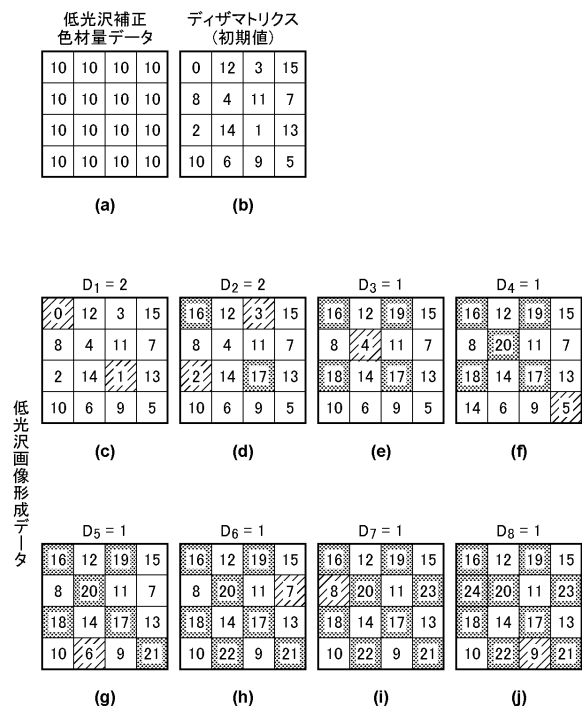 低光沢補正
色材量データ
ディザマトリクス
(初期値)
10 10 10 10
10 10 10 10
10 10 10 10
10 10 10 10
(a)
0 12 3 15
8 4 11 7
2 14 1 13
10 6 9 5
(b)
低光沢画像形成データ
D1 = 2
0 12 3 15
8 4 11 7
2 14 1 13
10 6 9 5
(c)
D2 = 2
16 12 3 15
8 4 11 7
2 14 17 13
10 6 9 5
(d)
D3 = 1
16 12 19 15
8 4 11 7
18 14 17 13
10 6 9 5
(e)
D4 = 1
16 12 19 15
8 20 11 7
18 14 17 13
14 6 9 5
(f)
D5 = 1
16 12 19 15
8 20 11 7
18 14 17 13
10 6 9 21
(g)
D6 = 1
16 12 19 15
8 20 11 7
18 14 17 13
10 22 9 21
(h)
D7 = 1
16 12 19 15
8 20 11 23
18 14 17 13
10 22 9 21
(i)
D8 = 1
16 12 19 15
24 20 11 23
18 14 17 13
10 22 9 21
(j)